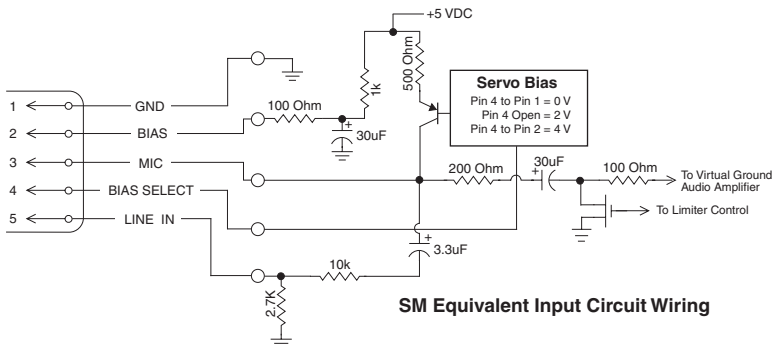 +5 VDC
500 Ohm
1k
Servo Bias
Pin 4 to Pin 1 = 0 V
Pin 4 Open = 2 V
Pin 4 to Pin 2 = 4 V
1 GND
100 Ohm
2 BIAS
+
30uF
3 MIC
200 Ohm
30uF
+
100 Ohm
To Virtual Ground
Audio Amplifier
4 BIAS SELECT
To Limiter Control
5 LINE IN
+
3.3uF
10k
2.7K
SM Equivalent Input Circuit Wiring